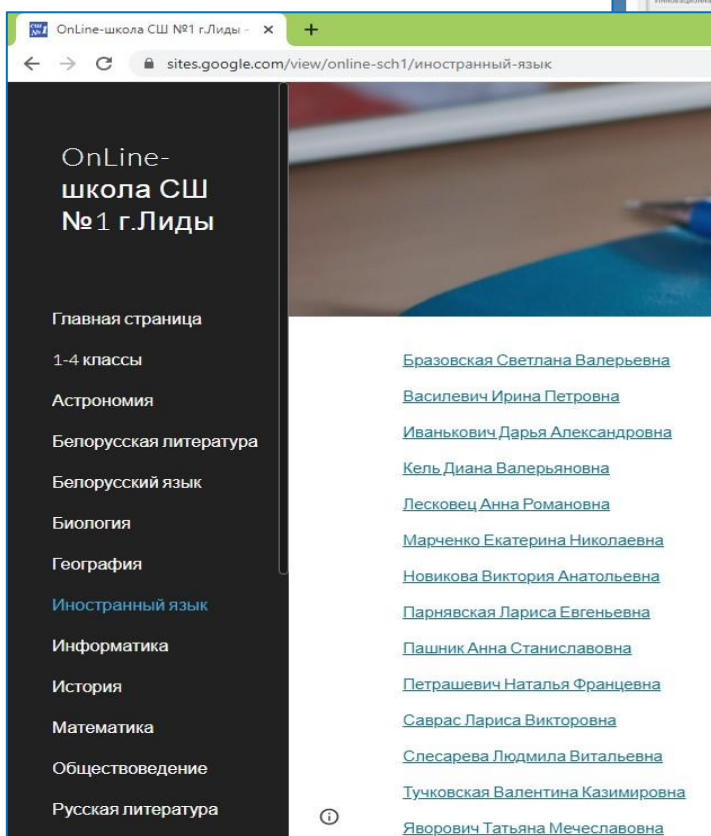 OnLine-школа СШ №1 г.Лиды -
sites.google.com/view/online-sch1/иностранный-язык
OnLine-
школа СШ
№1 г.Лиды
Главная страница
1-4 классы
Астрономия
Белорусская литература
Белорусский язык
Биология
География
Иностранный язык
Информатика
История
Математика
Обществоведение
Русская литература
Бразовская Светлана Валерьевна
Василевич Ирина Петровна
Иванькович Дарья Александровна
Кель Диана Валерьяновна
Лесковец Анна Романовна
Марченко Екатерина Николаевна
Новикова Виктория Анатольевна
Парнявская Лариса Евгеньевна
Пашник Анна Станиславовна
Петрашевич Наталья Францевна
Саврас Лариса Викторовна
Слесарева Людмила Витальевна
Тучковская Валентина Казимировна
Яворович Татьяна Мечеславовна